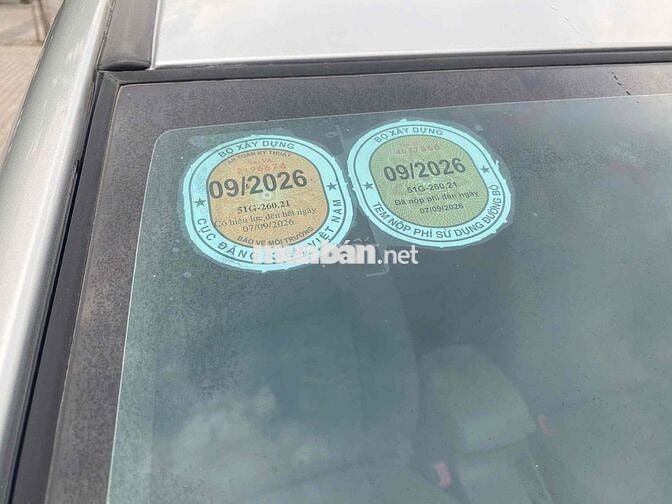 BỘ XÂY DỰNG
AN TOÀN KỸ THUẬT
09/2026
51G-260.21
Có hiệu lực đến hết ngày
07/09/2026
BẢO VỆ MÔI TRƯỜNG
CỤC ĐĂNG VIỆT NAM
BỘ XÂY DỰNG
4077866
09/2026
51G-260.21
Đã nộp phí đến ngày
07/09/2026
TEM NỘP PHÍ SỬ DỤNG ĐƯỜNG BỘ
muaban.net